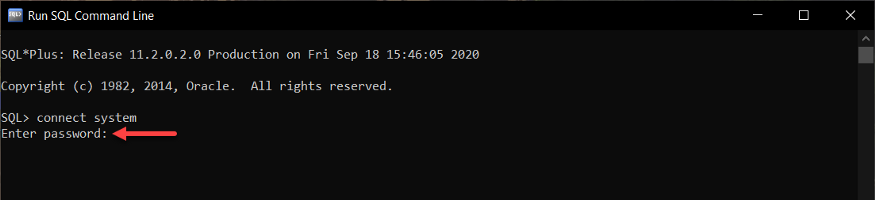 Run SQL Command Line
SQL*Plus: Release 11.2.0.2.0 Production on Fri Sep 18 15:46:05 2020
Copyright (c) 1982, 2014, Oracle.  All rights reserved.
SQL> connect system
Enter password: